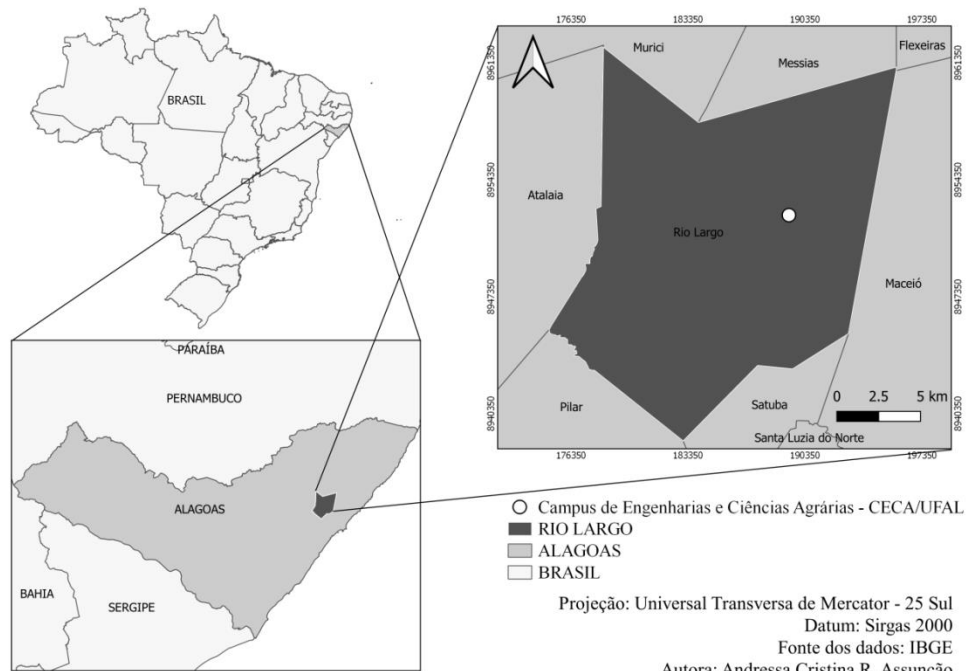 BRASIL
176350
183350
190350
197350
Murici
Messias
Flexeiras
8961350
8961350
8954350
8954350
Atalaia
Rio Largo
Maceió
8947350
8947350
0 2.5 5 km
Pilar
Satuba
8940350
8940350
Santa Luzia do Norte
176350
183350
190350
197350
PARAÍBA
PERNAMBUCO
ALAGOAS
BAHIA
SERGIPE
Campus de Engenharias e Ciências Agrárias - CECA/UFAL
RIO LARGO
ALAGOAS
BRASIL
Projeção: Universal Transversa de Mercator - 25 Sul
Datum: Sirgas 2000
Fonte dos dados: IBGE
Autora: Andressa Cristina R. Assunção